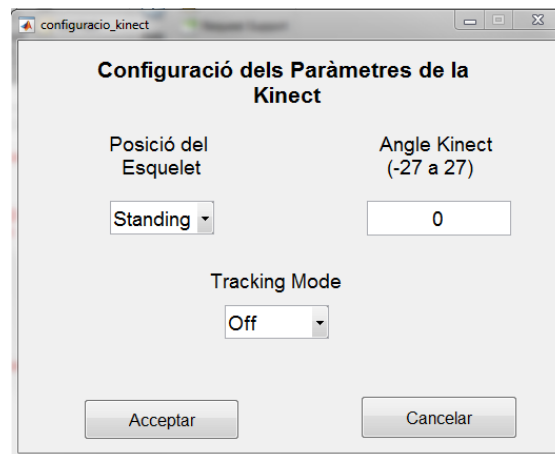 configuracio_kinect
Configuració dels Paràmetres de la
Kinect
Posició del
Esquelet
Angle Kinect
(-27 a 27)
Standing
0
Tracking Mode
Off
Acceptar
Cancelar